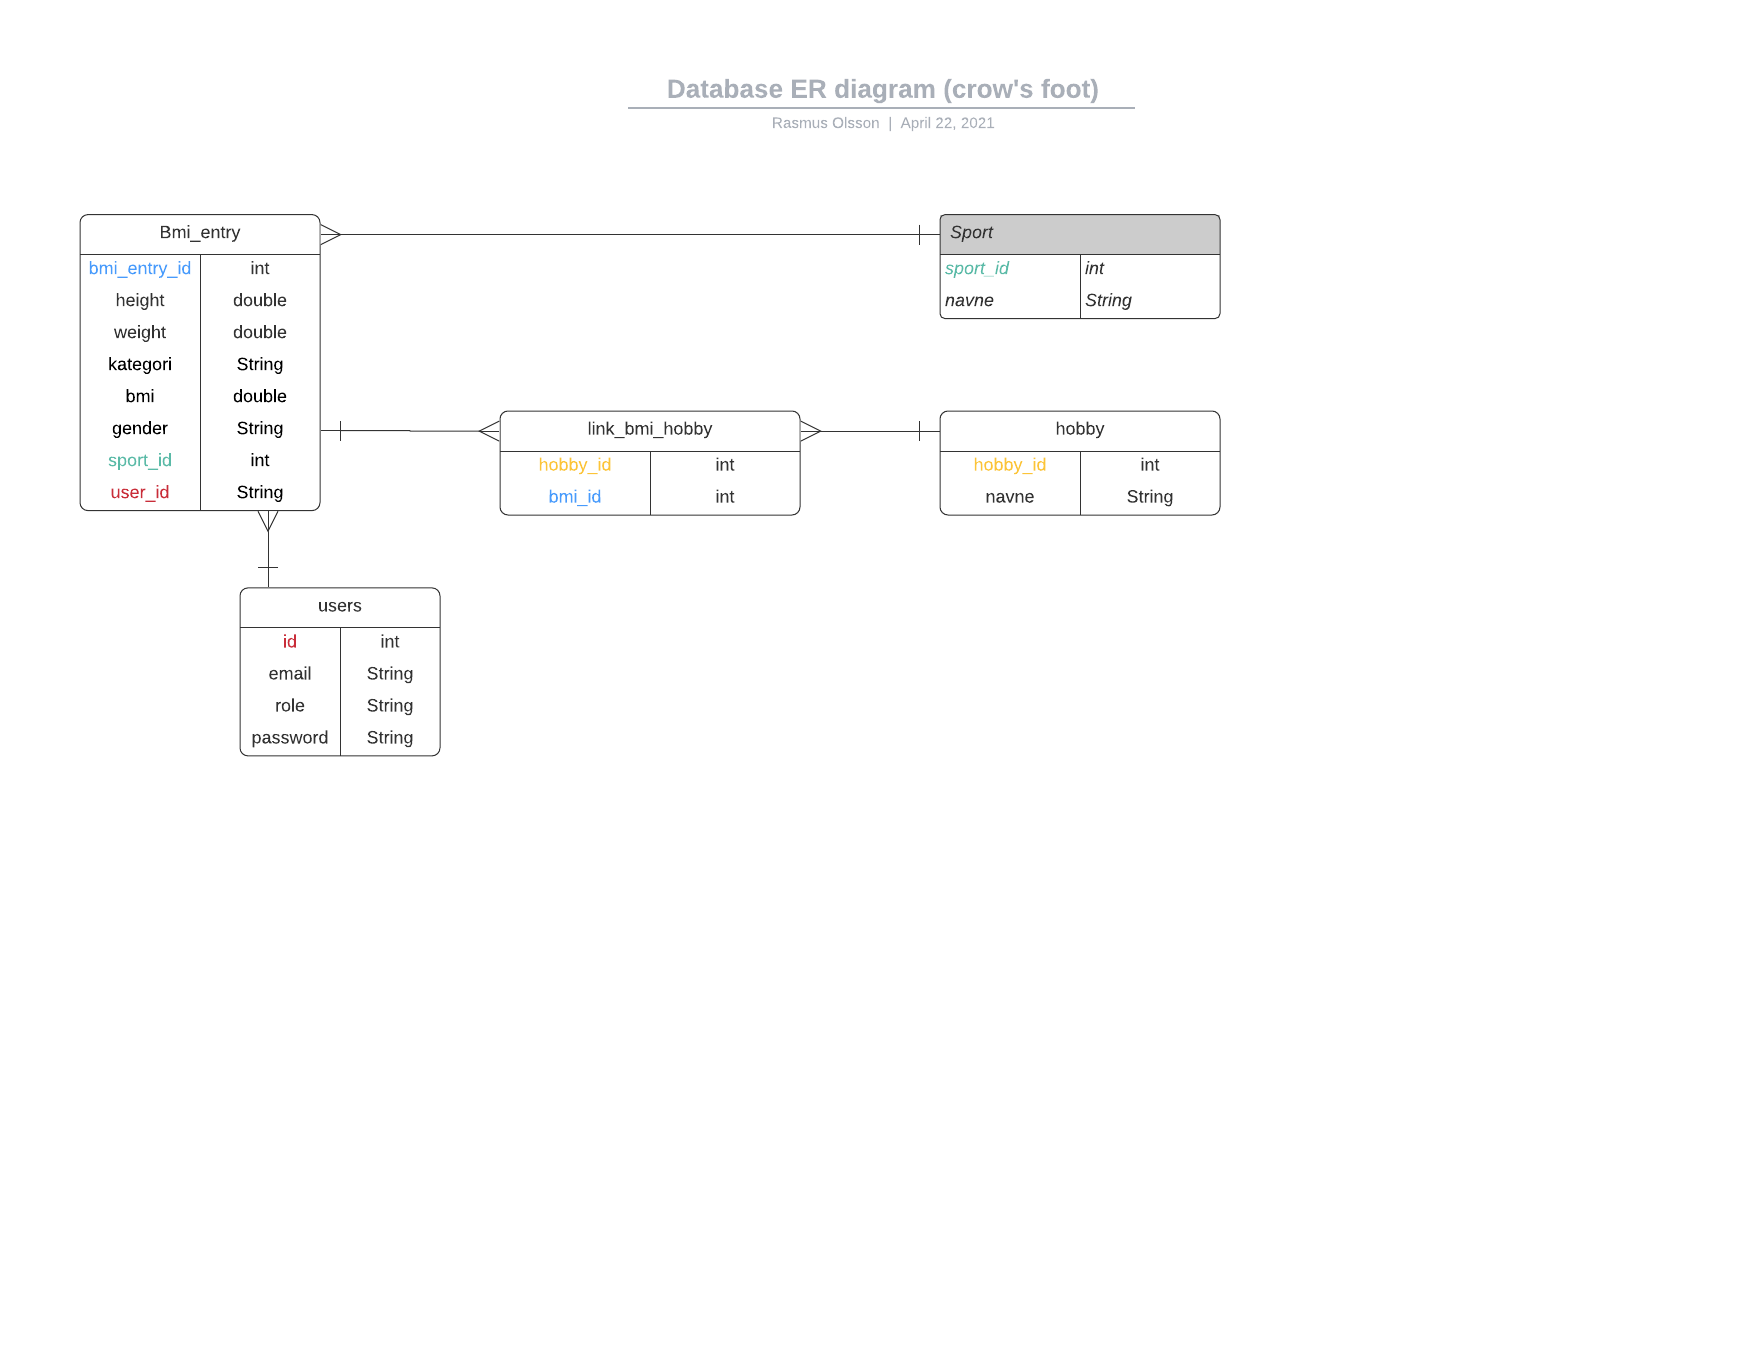 Database ER diagram (crow's foot)
Rasmus Olsson | April 22, 2021
Bmi_entry
bmi_entry_id int
height double
weight double
kategori String
bmi double
gender String
sport_id int
user_id String
Sport
sport_id int
navne String
link_bmi_hobby
hobby_id int
bmi_id int
hobby
hobby_id int
navne String
users
id int
email String
role String
password String